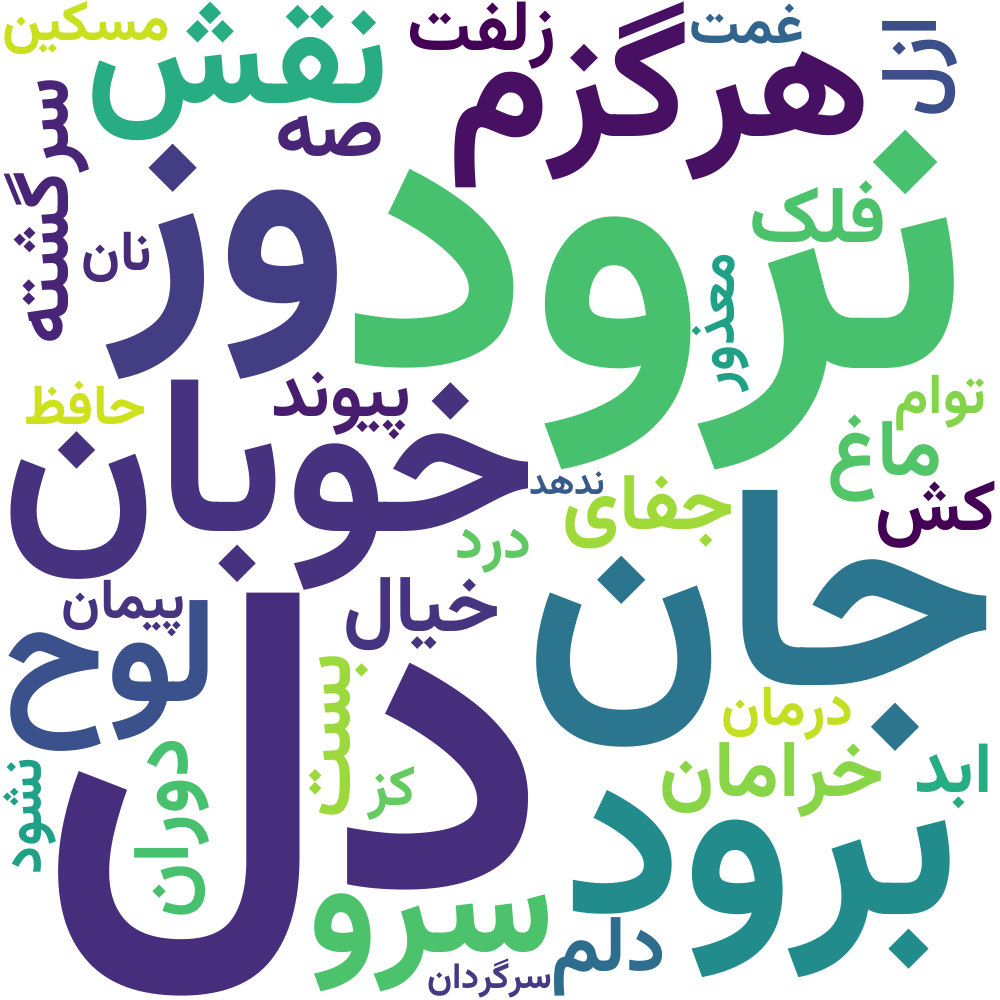 مسکین
نقش
زلفت
غمت
ازل
هرگزم
صه
سرگشته
نان
وز
نرود
فلک
معذور
حافظ
پیوند
خوبان
توام
ماغ
ندهد
جفای
کش
درد
جان
پیمان
خیال
لوح
دل
بست
درمان
خرامان
ابد
نشود
دوران
کز
برود
سرو
دلم
سرگردان